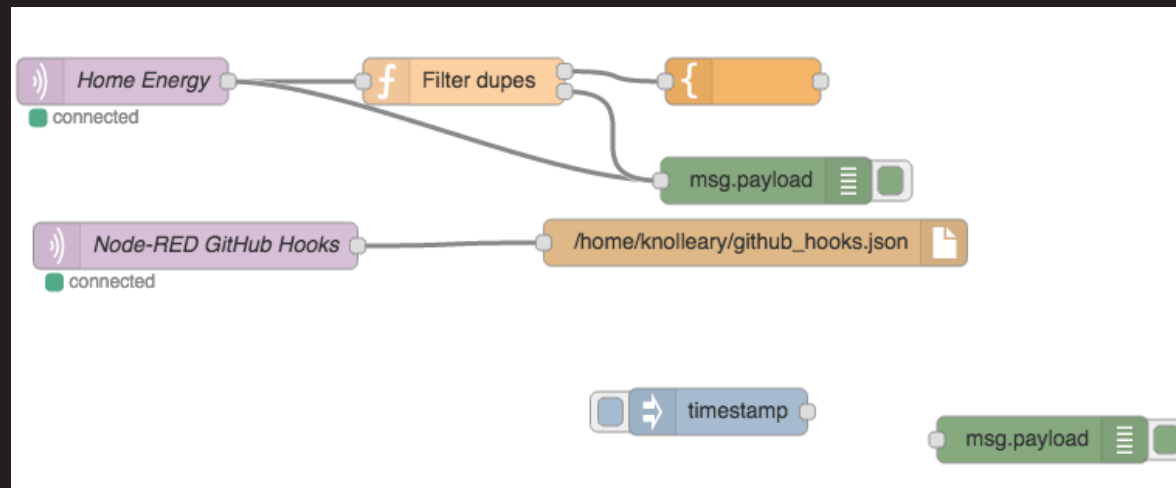 Home Energy
Filter dupes
{
connected
msg.payload
Node-RED GitHub Hooks
/home/knolleary/github_hooks.json
connected
timestamp
msg.payload